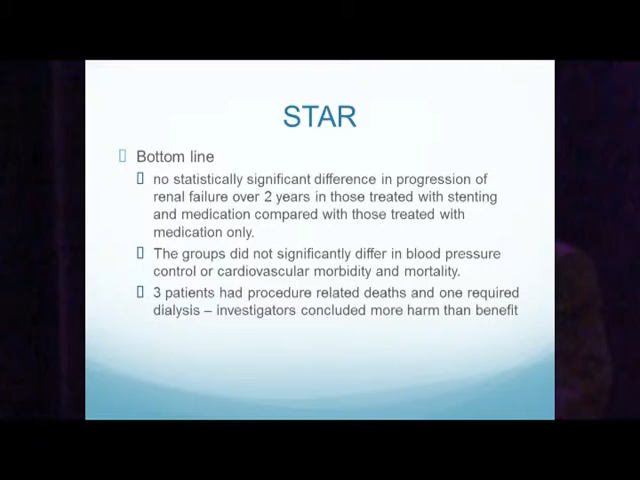 STAR
Bottom line
no statistically significant difference in progression of
renal failure over 2 years in those treated with stenting
and medication compared with those treated with
medication only.
The groups did not significantly differ in blood pressure
control or cardiovascular morbidity and mortality.
3 patients had procedure related deaths and one required
dialysis – investigators concluded more harm than benefit